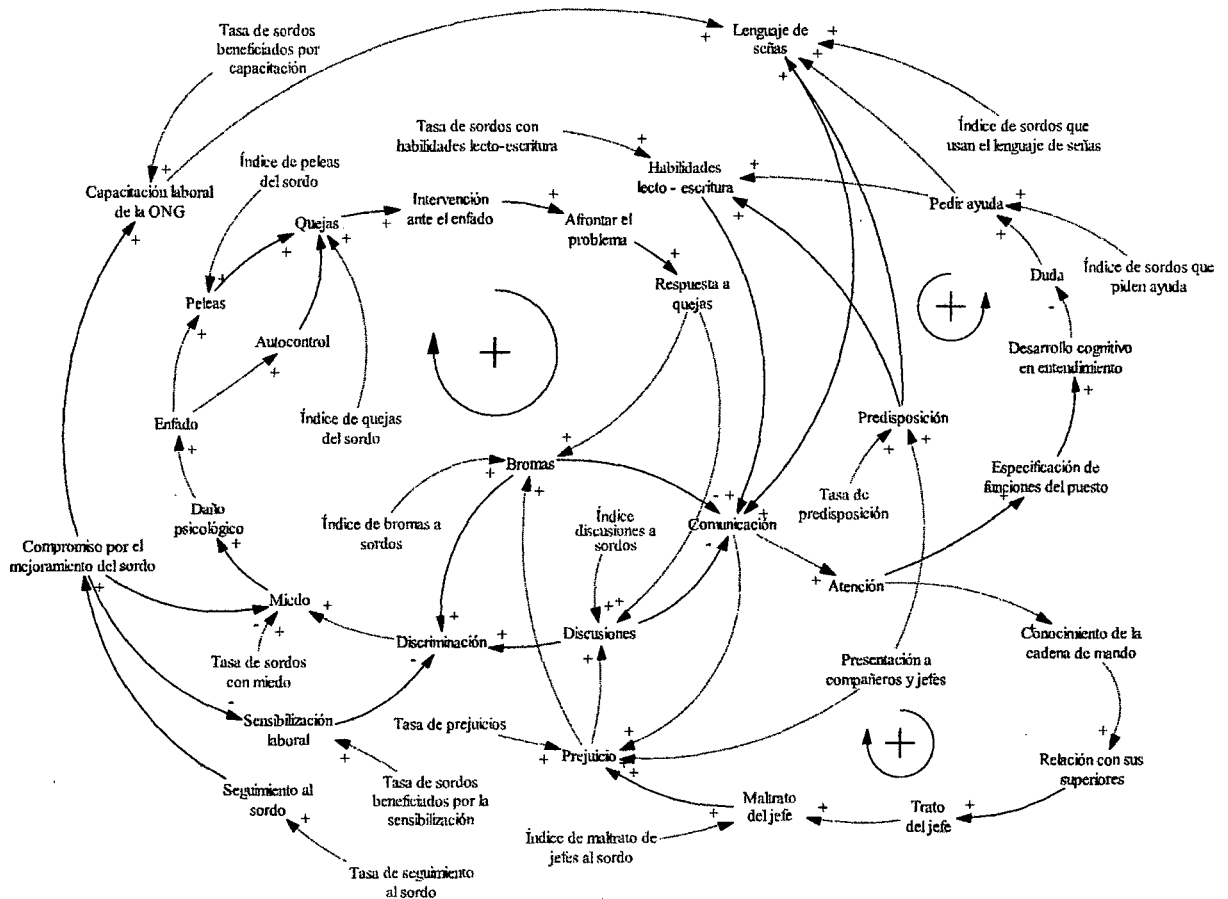 Tasa de sordos
beneficiados por
capacitación
Lenguaje de
señas
Tasa de sordos con
habilidades lecto-escritura
Índice de sordos que
usan el lenguaje de señas
Índice de peleas
del sordo
Habilidades
lecto - escritura
Capacitación laboral
de la ONG
Intervención
ante el enfado
Quejas
Afrontar el
problema
Pedir ayuda
Índice de sordos que
piden ayuda
Duda
Respuesta a
quejas
Peleas
Autocontrol
Desarrollo cognitivo
en entendimiento
Enfado
Índice de quejas
del sordo
Predisposición
Bromas
Especificación de
funciones del puesto
Tasa de
predisposición
Daño
psicológico
Índice de bromas a
sordos
Índice
discusiones a
sordos
Comunicación
Compromiso por el
mejoramiento del sordo
Atención
Miedo
Discriminación
Discusiones
Conocimiento de la
cadena de mando
Tasa de sordos
con miedo
Presentación a
compañeros y jefes
Sensibilización
laboral
Tasa de prejuicios
Prejuicio
Relación con sus
superiores
Seguimiento al
sordo
Tasa de sordos
beneficiados por la
sensibilización
Maltrato
del jefe
Trato
del jefe
Índice de maltrato de
jefes al sordo
Tasa de seguimiento
al sordo